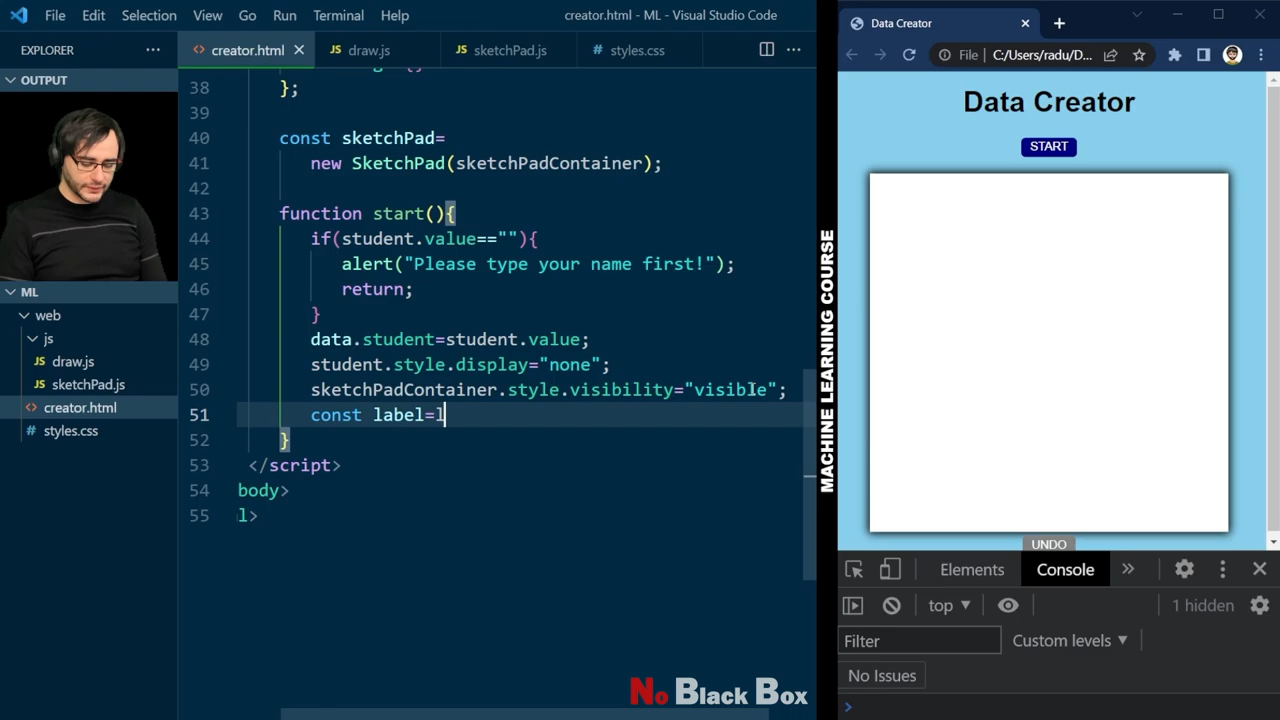 File Edit Selection View Go Run Terminal Help
creator.html - ML - Visual Studio Code
EXPLORER
creator.html
draw.js
sketchPad.js
styles.css
OUTPUT
ML
web
js
JS draw.js
JS sketchPad.js
<> creator.html
# styles.css
38 };
39
40 const sketchPad=
41 new SketchPad(sketchPadContainer);
42
43 function start(){
44 if(student.value==""){
45 alert("Please type your name first!");
46 return;
47 }
48 data.student=student.value;
49 student.style.display="none";
50 sketchPadContainer.style.visibility="visible";
51 const label=l
52 }
53 </script>
54 body>
55 l>
No Black Box
MACHINE LEARNING COURSE
Data Creator
File C:/Users/radu/D...
Data Creator
START
UNDO
Elements Console
top
1 hidden
Filter
Custom levels
No Issues